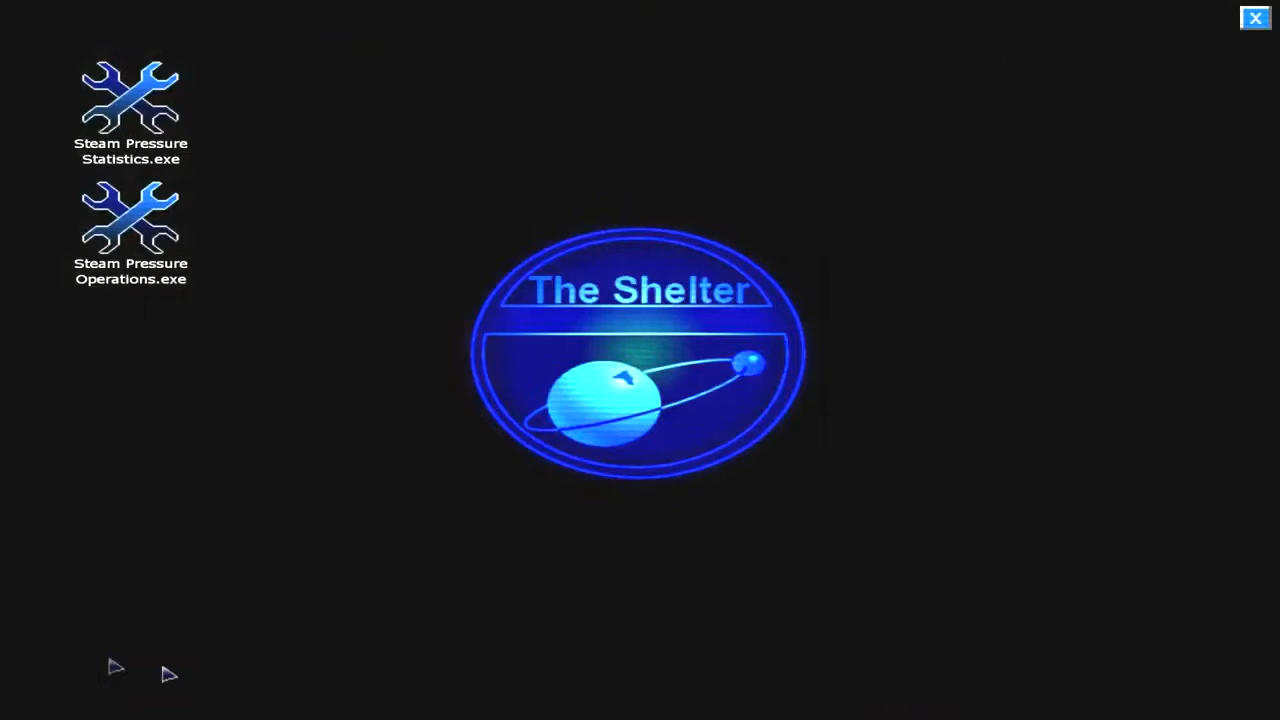 X
Steam Pressure
Statistics.exe
Steam Pressure
Operations.exe
The Shelter